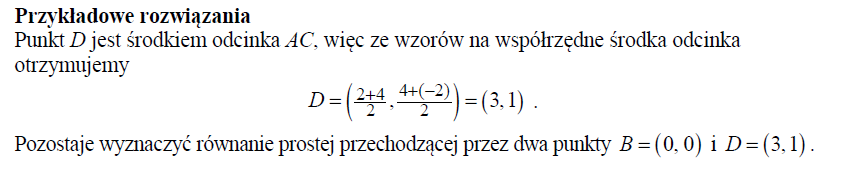 Przykładowe rozwiązania
Punkt D jest środkiem odcinka AC, więc ze wzorów na współrzędne środka odcinka
otrzymujemy
D = (2+4/2, 4+(−2)/2) = (3, 1) .
Pozostaje wyznaczyć równanie prostej przechodzącej przez dwa punkty B = (0, 0) i D = (3, 1) .